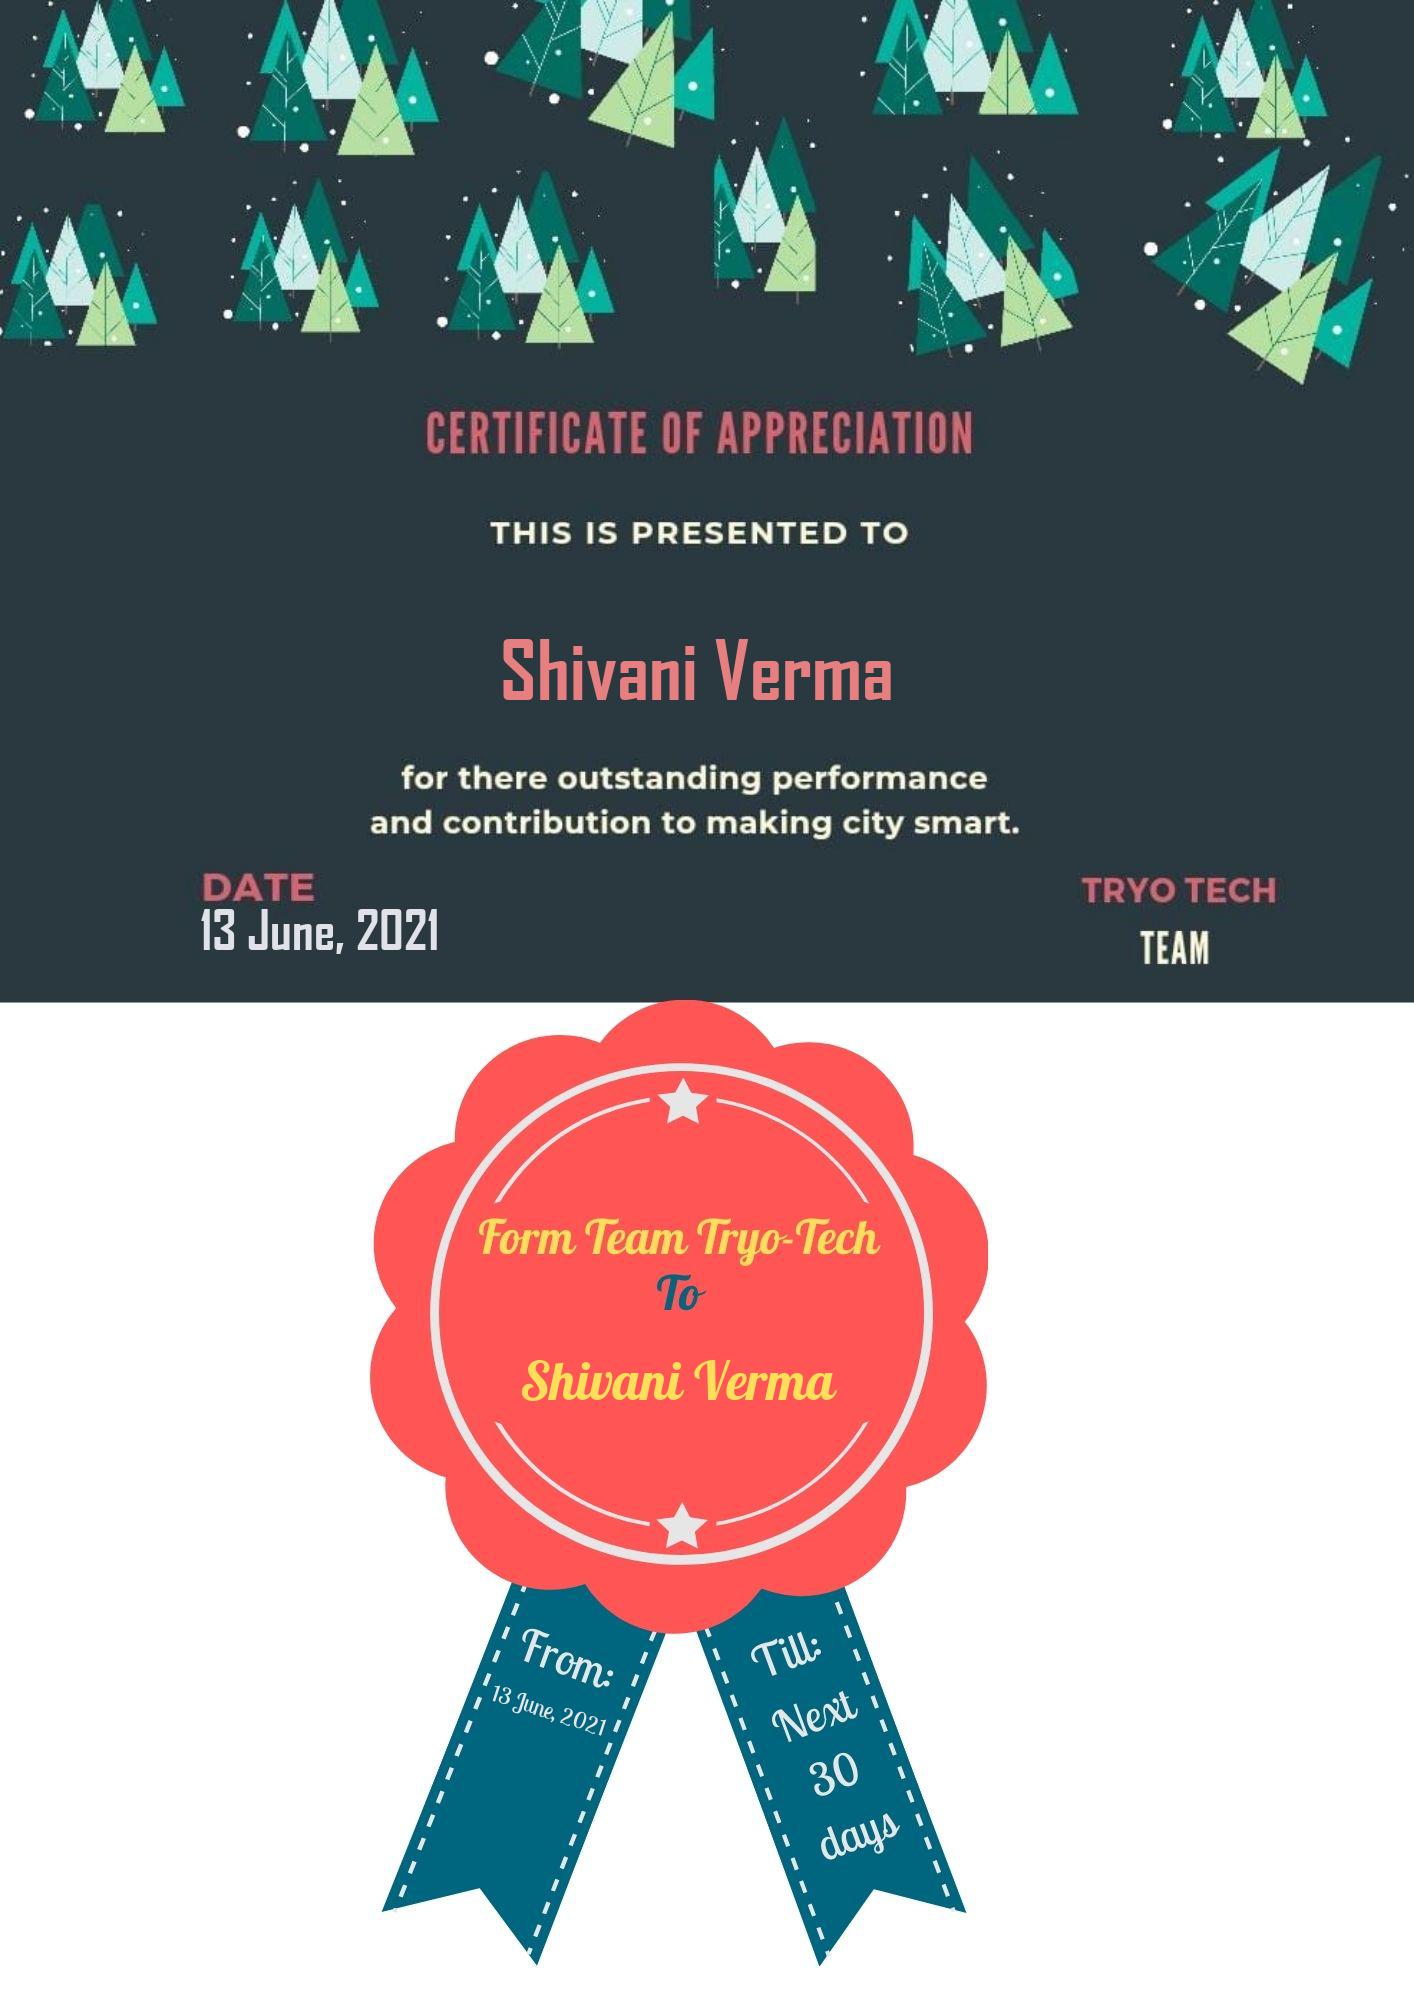 CERTIFICATE OF APPRECIATION
THIS IS PRESENTED TO
Shivani Verma
for there outstanding performance
and contribution to making city smart.
DATE
13 June, 2021
TRYO TECH
TEAM
Form Team Tryo-Tech
To
Shivani Verma
From:
13 June, 2021
Till:
Next
30
days